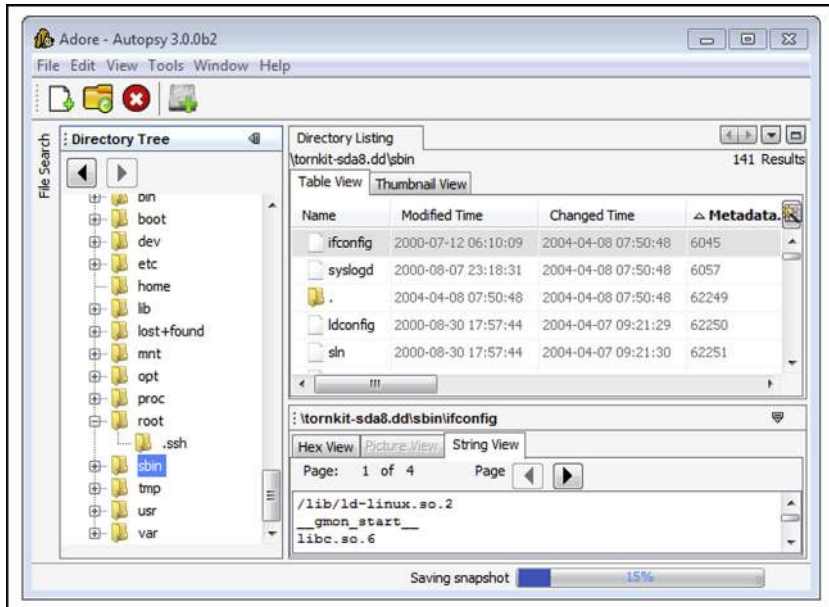 Adore - Autopsy 3.0.0b2
File Edit View Tools Window Help
File Search
Directory Tree
bin
boot
dev
etc
home
lib
lost+found
mnt
opt
proc
root
.ssh
sbin
tmp
usr
var
Directory Listing
\tornkit-sda8.dd\sbin
141 Results
Table View Thumbnail View
Name Modified Time Changed Time Metadata.
ifconfig 2000-07-12 06:10:09 2004-04-08 07:50:48 6045
syslogd 2000-08-07 23:18:31 2004-04-08 07:50:48 6057
. 2004-04-08 07:50:48 2004-04-08 07:50:48 62249
ldconfig 2000-08-30 17:57:44 2004-04-07 09:21:29 62250
sln 2000-08-30 17:57:44 2004-04-07 09:21:30 62251
\tornkit-sda8.dd\sbin\ifconfig
Hex View Picture View String View
Page: 1 of 4 Page
/lib/ld-linux.so.2
__gmon_start__
libc.so.6
Saving snapshot 15%